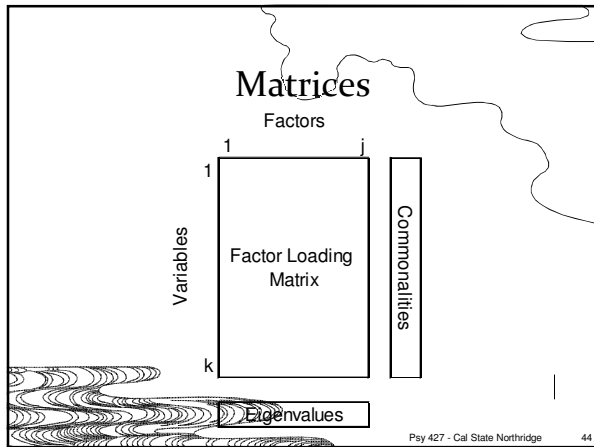 Matrices
Factors
1 j
1
Variables
Factor Loading
Matrix
Commonalities
k
Eigenvalues
Psy 427 - Cal State Northridge 44